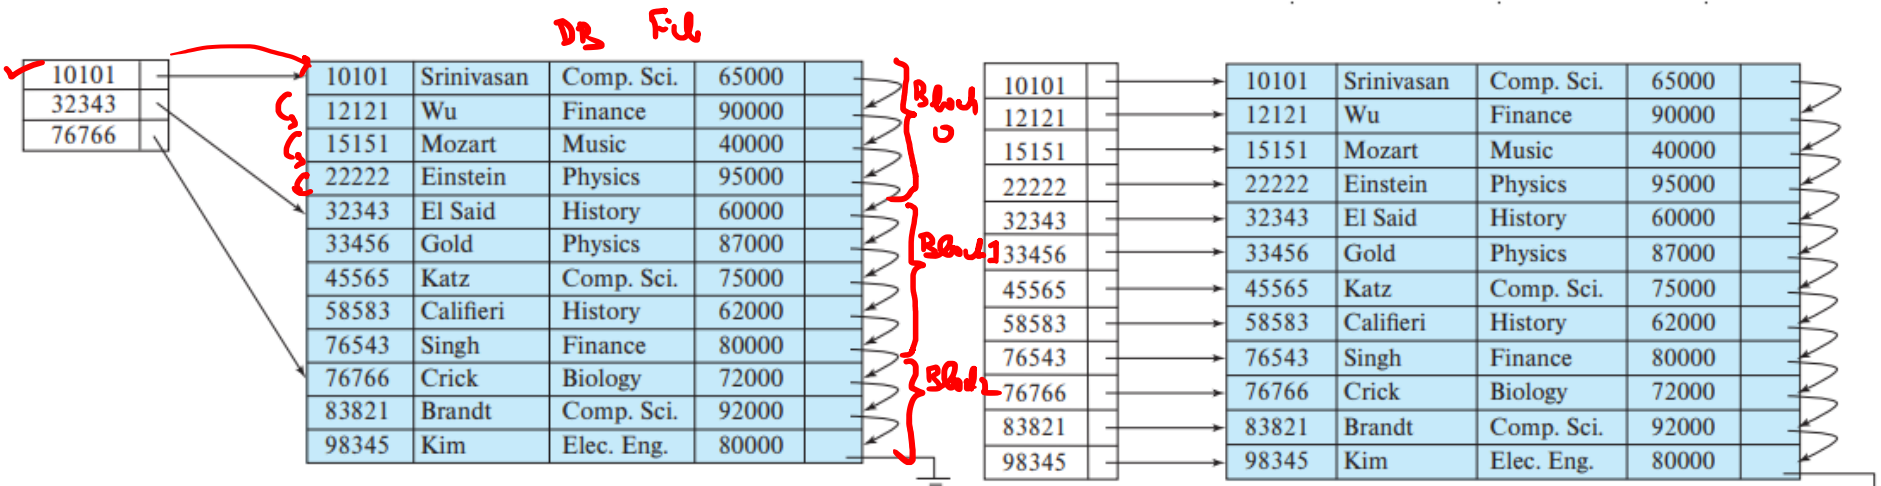 DB File
10101
32343
76766
10101 Srinivasan Comp. Sci. 65000
12121 Wu Finance 90000
15151 Mozart Music 40000
22222 Einstein Physics 95000
32343 El Said History 60000
33456 Gold Physics 87000
45565 Katz Comp. Sci. 75000
58583 Califieri History 62000
76543 Singh Finance 80000
76766 Crick Biology 72000
83821 Brandt Comp. Sci. 92000
98345 Kim Elec. Eng. 80000
Block
0
Block 1
Block 2
10101
12121
15151
22222
32343
33456
45565
58583
76543
76766
83821
98345
10101 Srinivasan Comp. Sci. 65000
12121 Wu Finance 90000
15151 Mozart Music 40000
22222 Einstein Physics 95000
32343 El Said History 60000
33456 Gold Physics 87000
45565 Katz Comp. Sci. 75000
58583 Califieri History 62000
76543 Singh Finance 80000
76766 Crick Biology 72000
83821 Brandt Comp. Sci. 92000
98345 Kim Elec. Eng. 80000